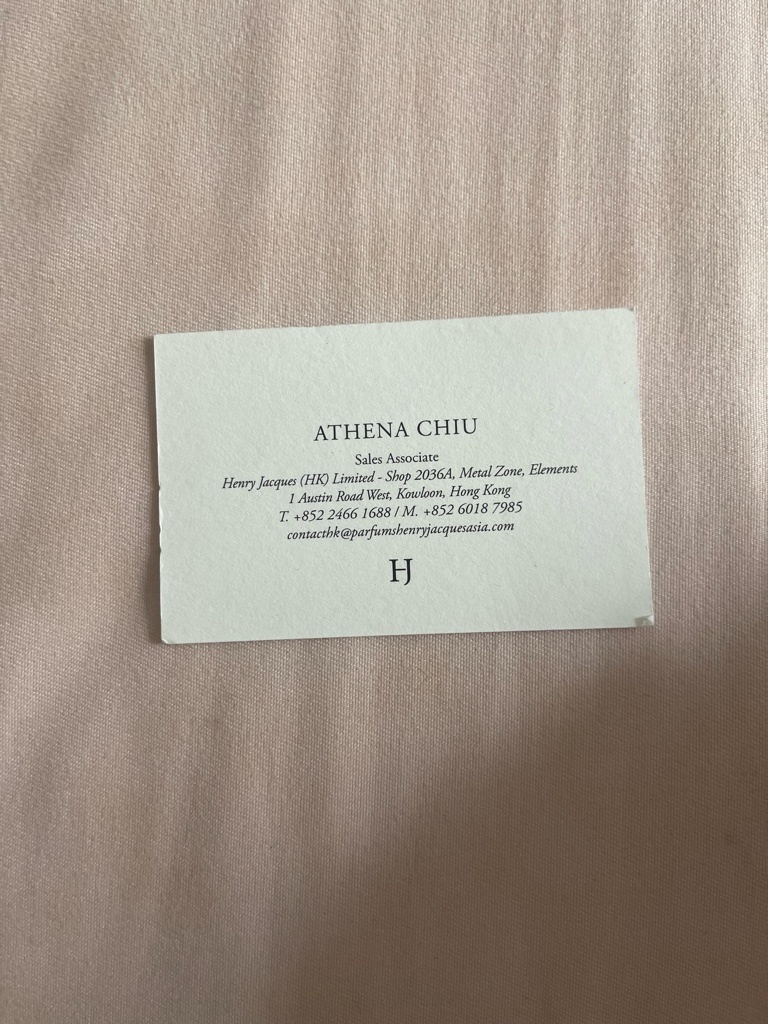 ATHENA CHIU
Sales Associate
Henry Jacques (HK) Limited - Shop 2036A, Metal Zone, Elements
1 Austin Road West, Kowloon, Hong Kong
T. +852 2466 1688 / M. +852 6018 7985
contacthk@parfumshenryjacquesasia.com
HJ